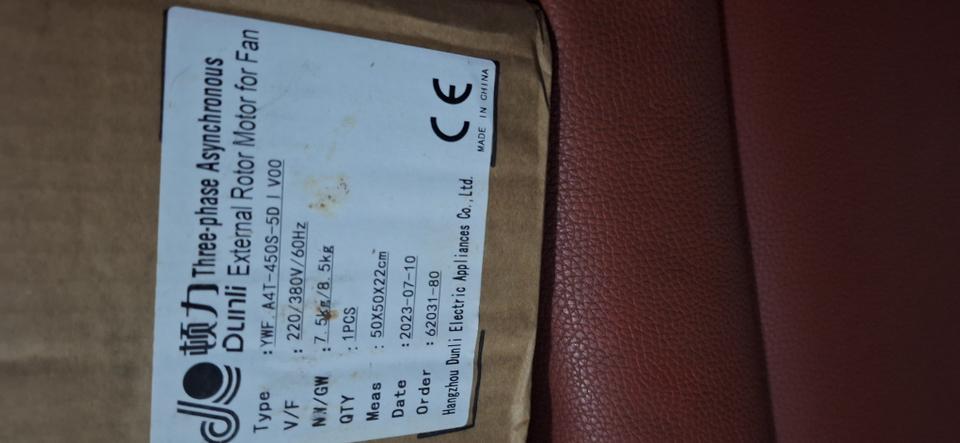 顿力 Three-phase Asynchronous
Dunli External Rotor Motor for Fan
Type : YWF.A4T-450S-5DIV00
V/F : 220/380V/60Hz
NW/GW : 7.5kg/8.5kg
QTY : 1PCS
Meas : 50X50X22cm
Date : 2023-07-10
Order : 62031-80
Hangzhou Dunli Electric Appliances Co.,Ltd.
CE
MADE IN CHINA